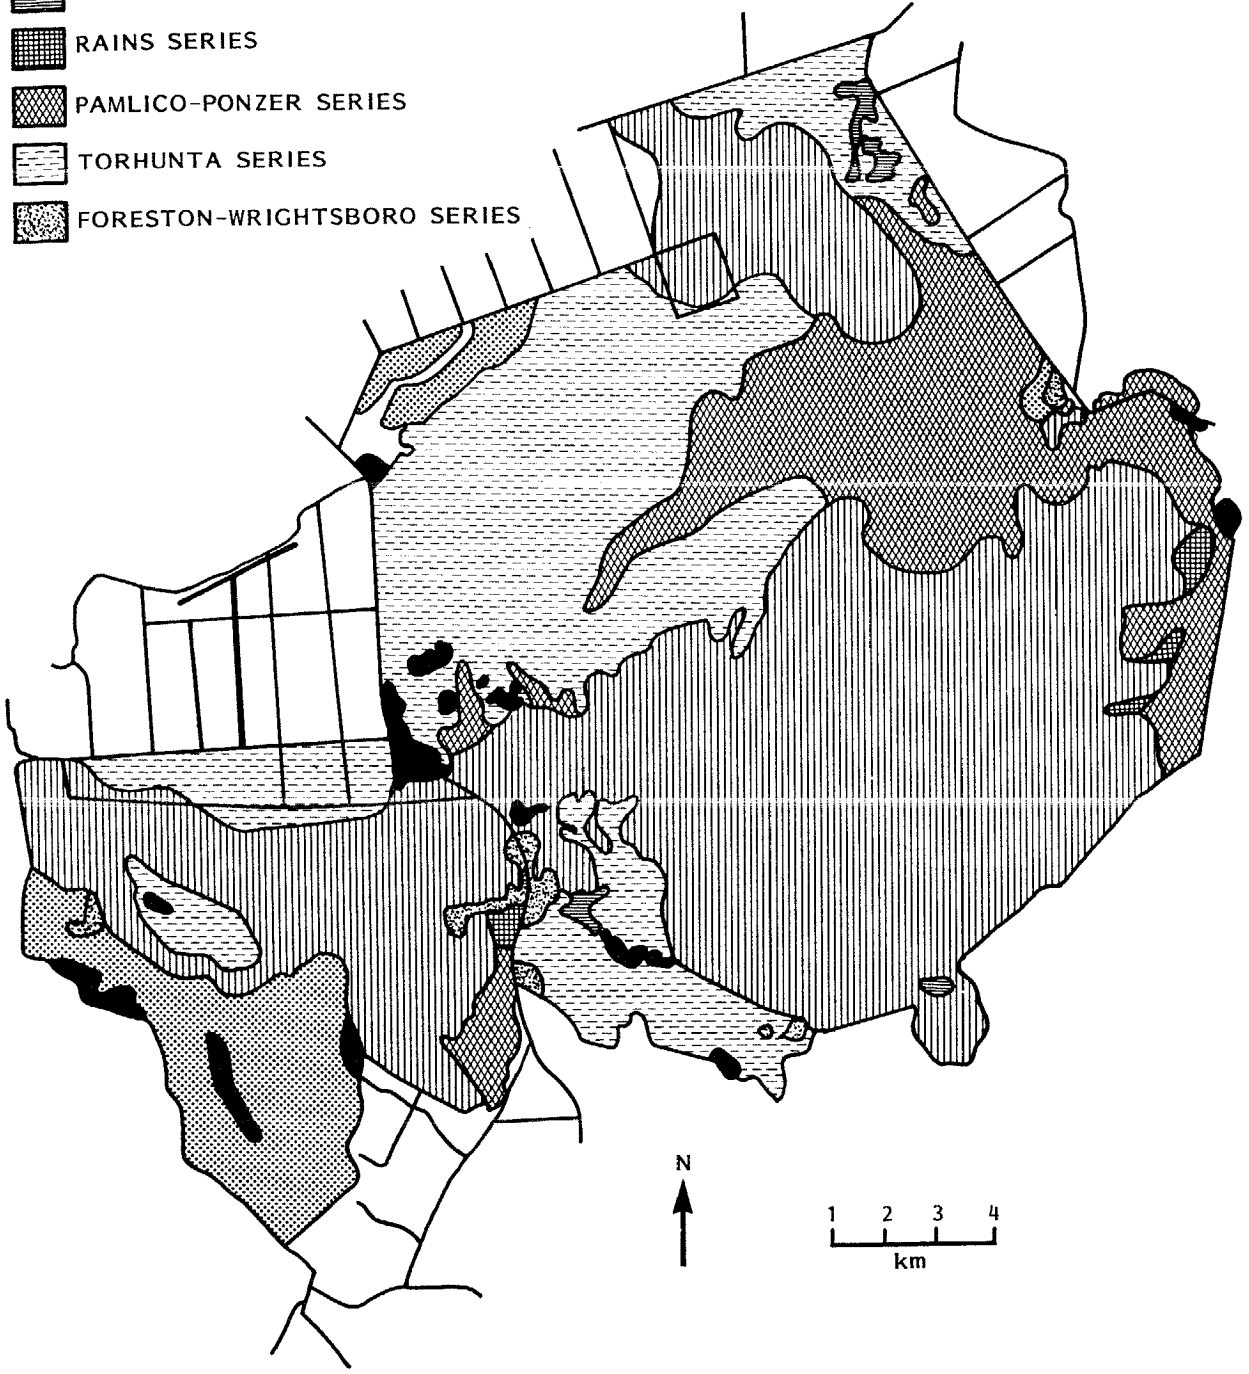 RAINS SERIES
PAMLICO-PONZER SERIES
TORHUNTA SERIES
FORESTON-WRIGHTSBORO SERIES
N
1 2 3 4
km